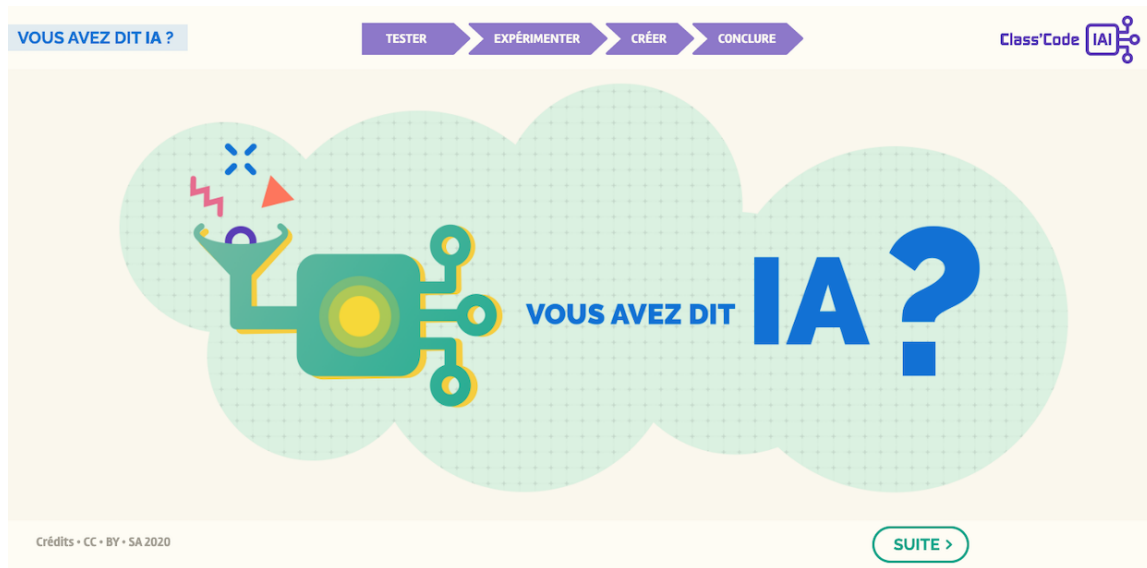 VOUS AVEZ DIT IA ?
TESTER
EXPÉRIMENTER
CRÉER
CONCLURE
Class'Code IAI
VOUS AVEZ DIT IA ?
Crédits • CC • BY • SA 2020
SUITE >